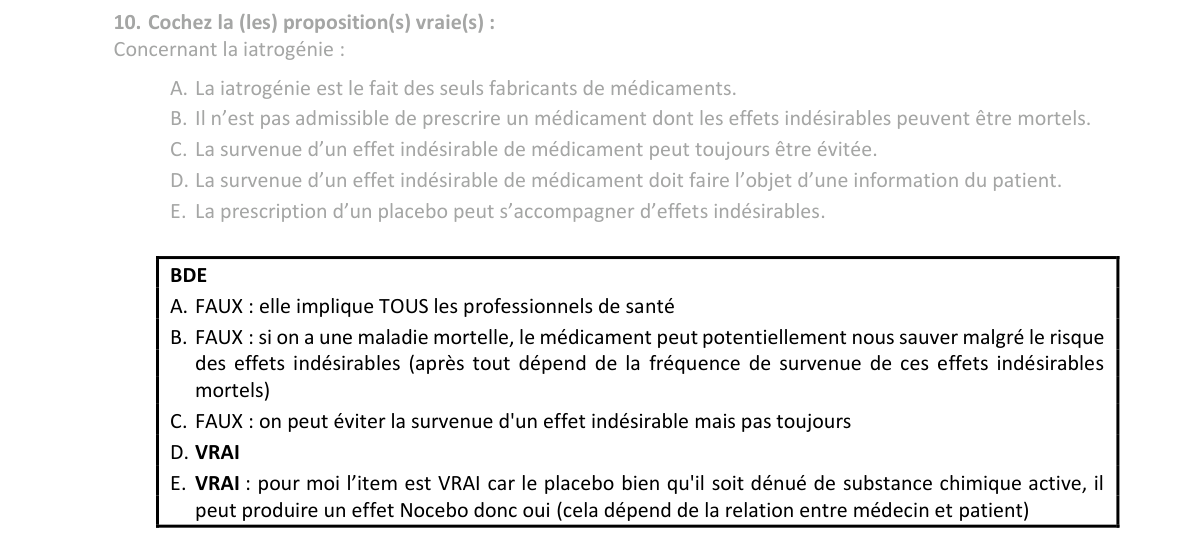 10. Cochez la (les) proposition(s) vraie(s) :
Concernant la iatrogénie :
A. La iatrogénie est le fait des seuls fabricants de médicaments.
B. Il n’est pas admissible de prescrire un médicament dont les effets indésirables peuvent être mortels.
C. La survenue d’un effet indésirable de médicament peut toujours être évitée.
D. La survenue d’un effet indésirable de médicament doit faire l’objet d’une information du patient.
E. La prescription d’un placebo peut s’accompagner d’effets indésirables.
BDE
A. FAUX : elle implique TOUS les professionnels de santé
B. FAUX : si on a une maladie mortelle, le médicament peut potentiellement nous sauver malgré le risque
des effets indésirables (après tout dépend de la fréquence de survenue de ces effets indésirables
mortels)
C. FAUX : on peut éviter la survenue d'un effet indésirable mais pas toujours
D. VRAI
E. VRAI : pour moi l’item est VRAI car le placebo bien qu'il soit dénué de substance chimique active, il
peut produire un effet Nocebo donc oui (cela dépend de la relation entre médecin et patient)